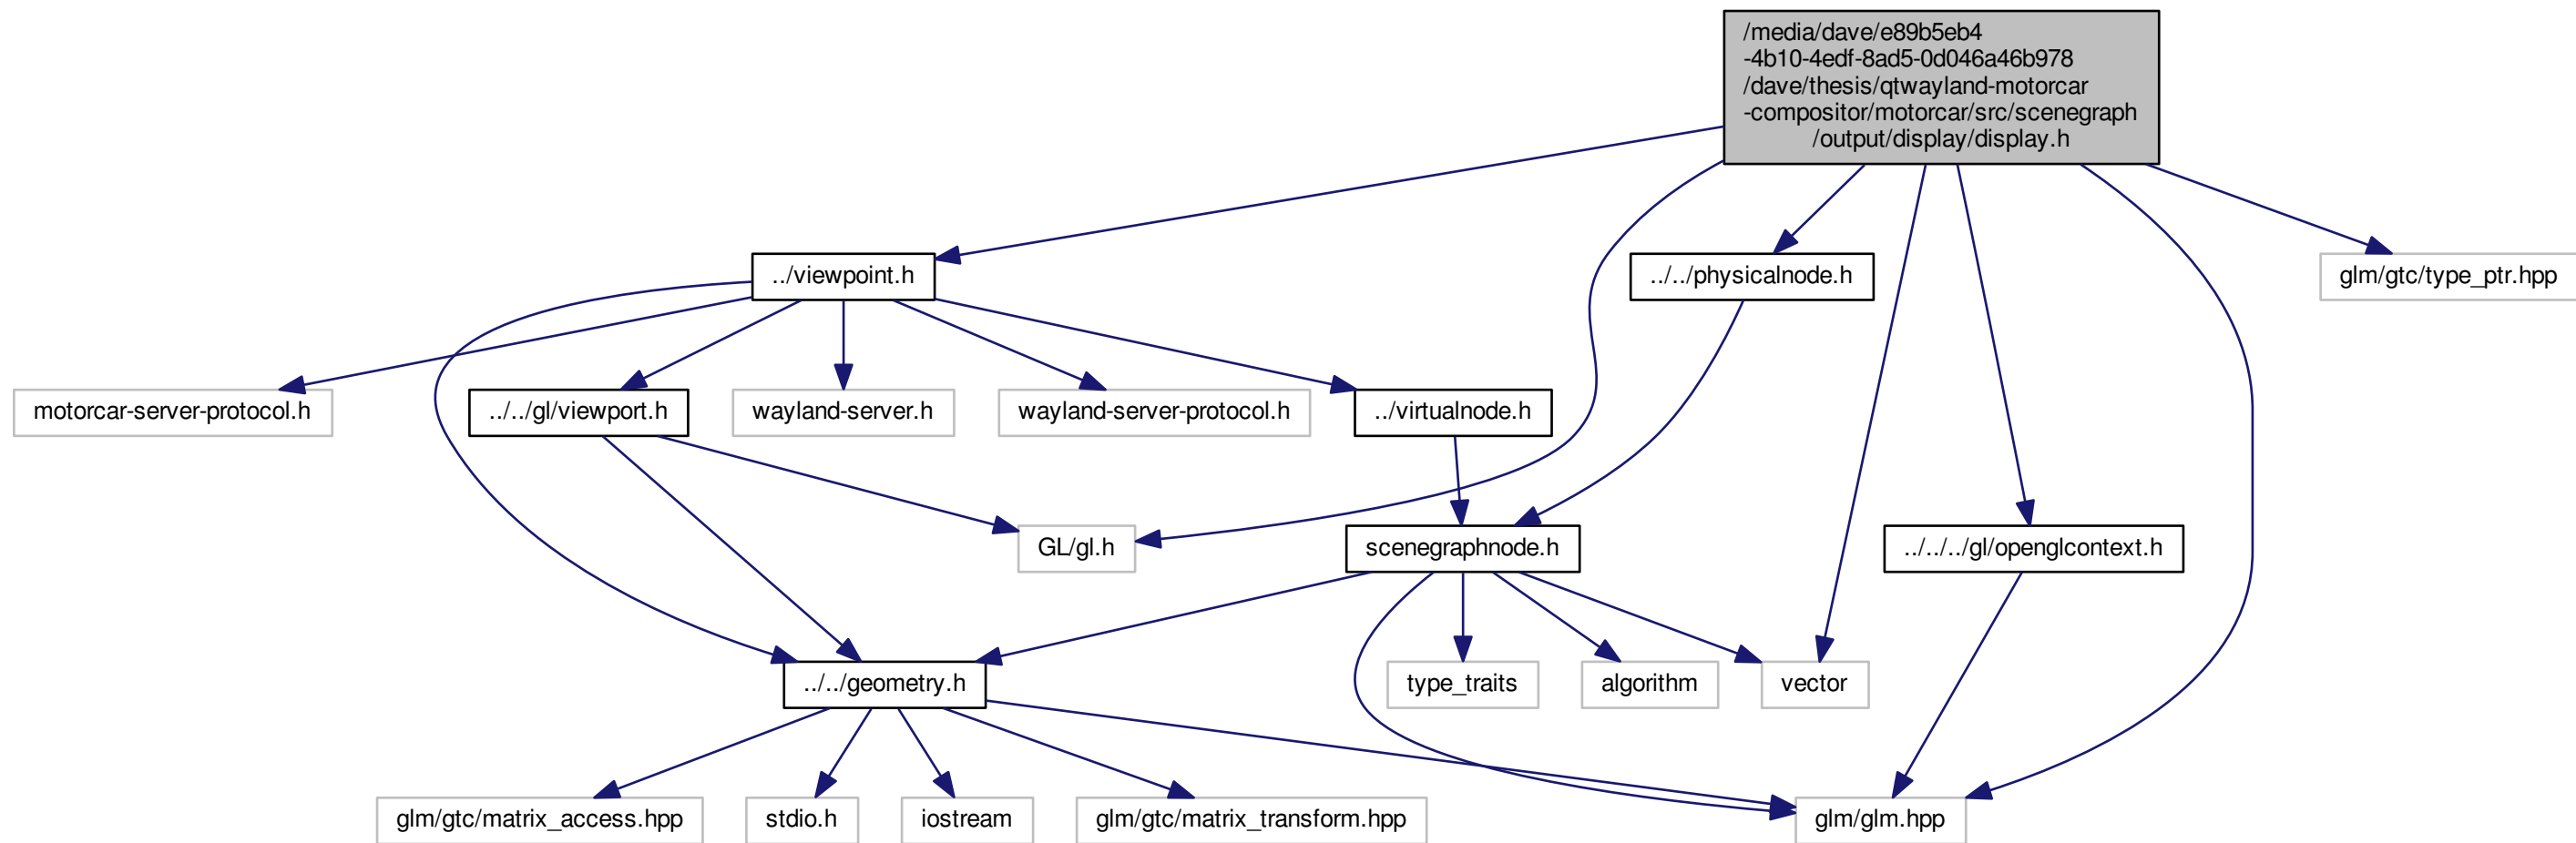 /media/dave/e89b5eb4
-4b10-4edf-8ad5-0d046a46b978
/dave/thesis/qtwayland-motorcar
-compositor/motorcar/src/scenegraph
/output/display/display.h
../viewpoint.h
../../physicalnode.h
glm/gtc/type_ptr.hpp
motorcar-server-protocol.h
../../gl/viewport.h
wayland-server.h
wayland-server-protocol.h
../virtualnode.h
GL/gl.h
scenegraphnode.h
../../../gl/openglcontext.h
../../geometry.h
type_traits
algorithm
vector
glm/gtc/matrix_access.hpp
stdio.h
iostream
glm/gtc/matrix_transform.hpp
glm/glm.hpp